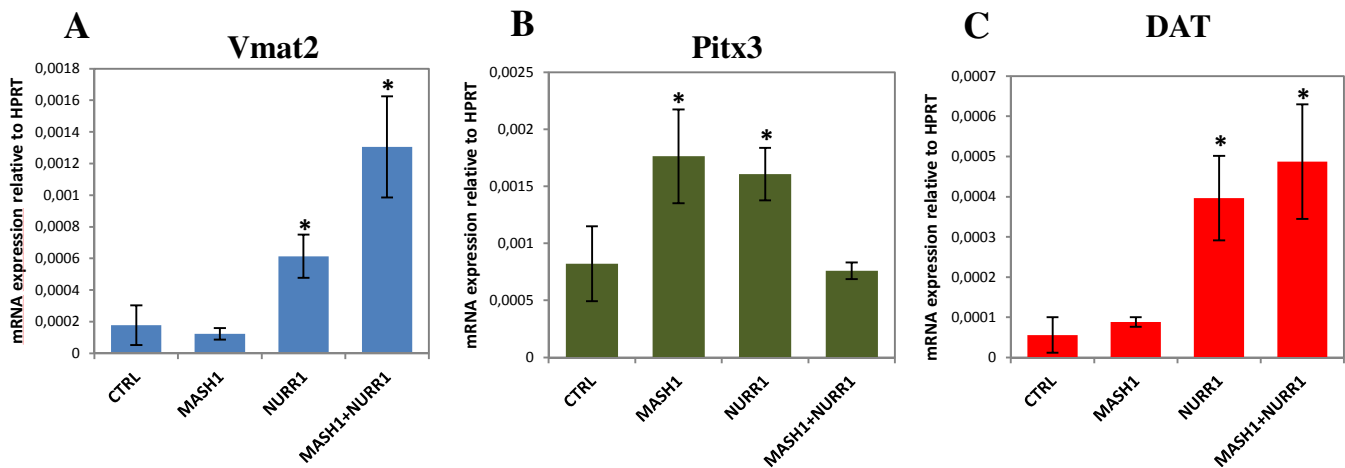 A
Vmat2
mRNA expression relative to HPRT
0,0018
0,0016
0,0014
0,0012
0,001
0,0008
0,0006
0,0004
0,0002
0
*
*
CTRL
MASH1
NURR1
MASH1+NURR1
B
Pitx3
mRNA expression relative to HPRT
0,0025
0,002
0,0015
0,001
0,0005
0
*
*
CTRL
MASH1
NURR1
MASH1+NURR1
C
DAT
mRNA expression relative to HPRT
0,0007
0,0006
0,0005
0,0004
0,0003
0,0002
0,0001
0
*
*
CTRL
MASH1
NURR1
MASH1+NURR1